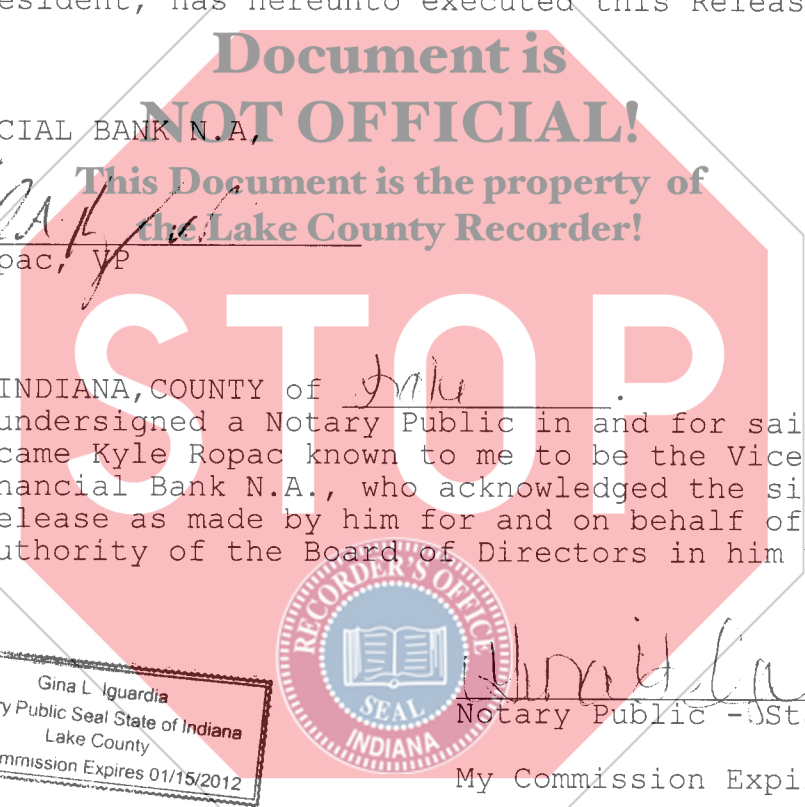 esident, has hereunto executed this Releas
Document is
NOT OFFICIAL!
CIAL BANK N.A,
This Document is the property of
the Lake County Recorder!
pac, VP
STOP
INDIANA, COUNTY of Lake.
undersigned a Notary Public in and for sai
came Kyle Ropac known to me to be the Vice
nancial Bank N.A., who acknowledged the si
elease as made by him for and on behalf of
uthority of the Board of Directors in him
RECORDER'S OFFICE
SEAL
INDIANA
Gina L Iguardia
ry Public Seal State of Indiana
Lake County
mmission Expires 01/15/2012
Notary Public - St
My Commission Expi